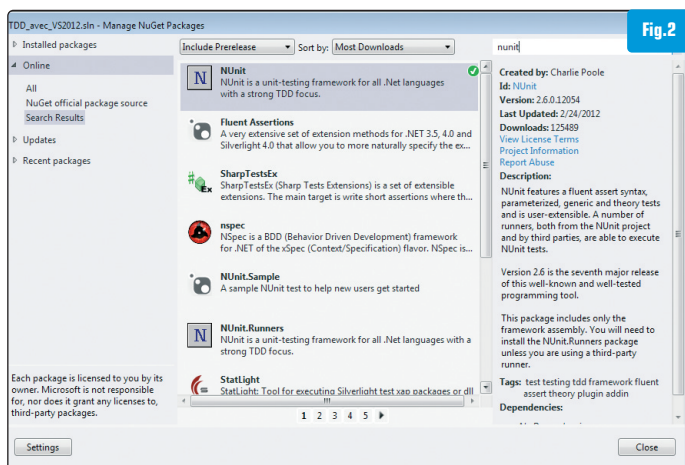 TDD_avec_VS2012.sln - Manage NuGet Packages
Fig.2
Installed packages
Online
All
NuGet official package source
Search Results
Updates
Recent packages
Each package is licensed to you by its
owner. Microsoft is not responsible
for, nor does it grant any licenses to,
third-party packages.
Include Prerelease
Sort by: Most Downloads
NUnit
NUnit is a unit-testing framework for all .Net languages
with a strong TDD focus.
Fluent Assertions
A very extensive set of extension methods for .NET 3.5, 4.0 and
Silverlight 4.0 that allow you to more naturally specify the ex...
SharpTestsEx
SharpTestsEx (Sharp Tests Extensions) is a set of extensible
extensions. The main target is write short assertions where th...
nspec
NSpec is a BDD (Behavior Driven Development) framework
for .NET of the xSpec (Context/Specification) flavor. NSpec is...
NUnit.Sample
A sample NUnit test to help new users get started
NUnit.Runners
NUnit is a unit-testing framework for all .Net languages with a
strong TDD focus.
StatLight
StatLight: Tool for executing Silverlight test xap packages or dll
1 2 3 4 5
nunit
Created by: Charlie Poole
Id: NUnit
Version: 2.6.0.12054
Last Updated: 2/24/2012
Downloads: 125489
View License Terms
Project Information
Report Abuse
Description:
NUnit features a fluent assert syntax,
parameterized, generic and theory tests
and is user-extensible. A number of
runners, both from the NUnit project
and by third parties, are able to execute
NUnit tests.
Version 2.6 is the seventh major release
of this well-known and well-tested
programming tool.
This package includes only the
framework assembly. You will need to
install the NUnit.Runners package
unless you are using a third-party
runner.
Tags: test testing tdd framework fluent
assert theory plugin addin
Dependencies:
Settings
Close